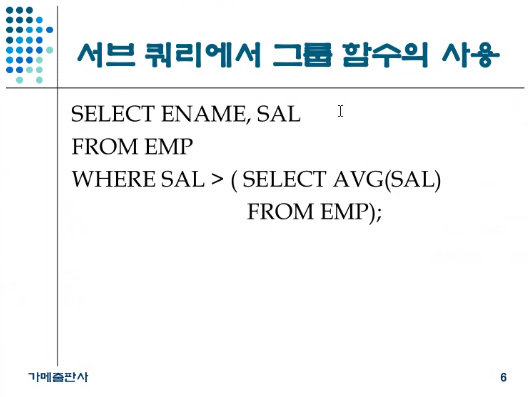 서브 쿼리에서 그룹 함수의 사용
SELECT ENAME, SAL
FROM EMP
WHERE SAL > ( SELECT AVG(SAL)
FROM EMP);
가메출판사
6